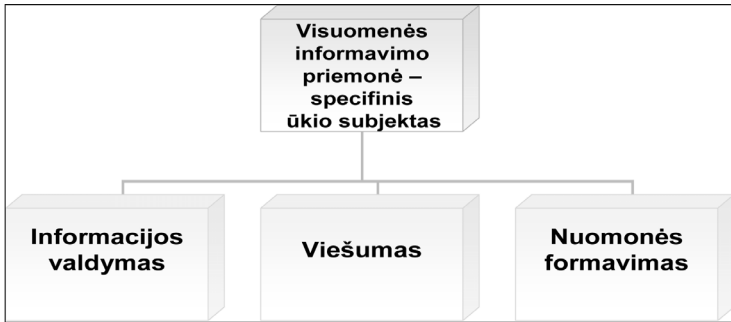 Visuomenės
informavimo
priemonė –
specifinis
ūkio subjektas
Informacijos
valdymas
Viešumas
Nuomonės
formavimas